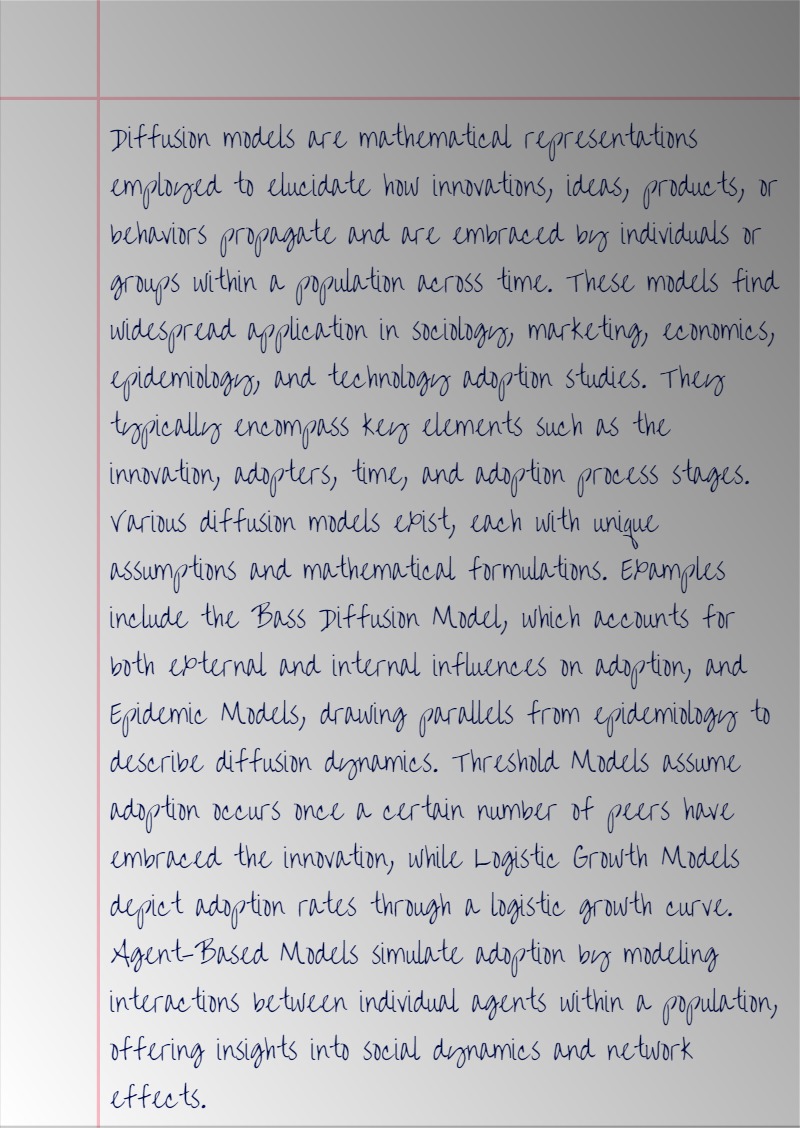 Diffusion models are mathematical representations
employed to elucidate how innovations, ideas, products, or
behaviors propagate and are embraced by individuals or
groups within a population across time. These models find
widespread application in sociology, marketing, economics,
epidemiology, and technology adoption studies. They
typically encompass key elements such as the
innovation, adopters, time, and adoption process stages.
Various diffusion models exist, each with unique
assumptions and mathematical formulations. Examples
include the Bass Diffusion Model, which accounts for
both external and internal influences on adoption, and
Epidemic Models, drawing parallels from epidemiology to
describe diffusion dynamics. Threshold Models assume
adoption occurs once a certain number of peers have
embraced the innovation, while Logistic Growth Models
depict adoption rates through a logistic growth curve.
Agent-Based Models simulate adoption by modeling
interactions between individual agents within a population,
offering insights into social dynamics and network
effects.